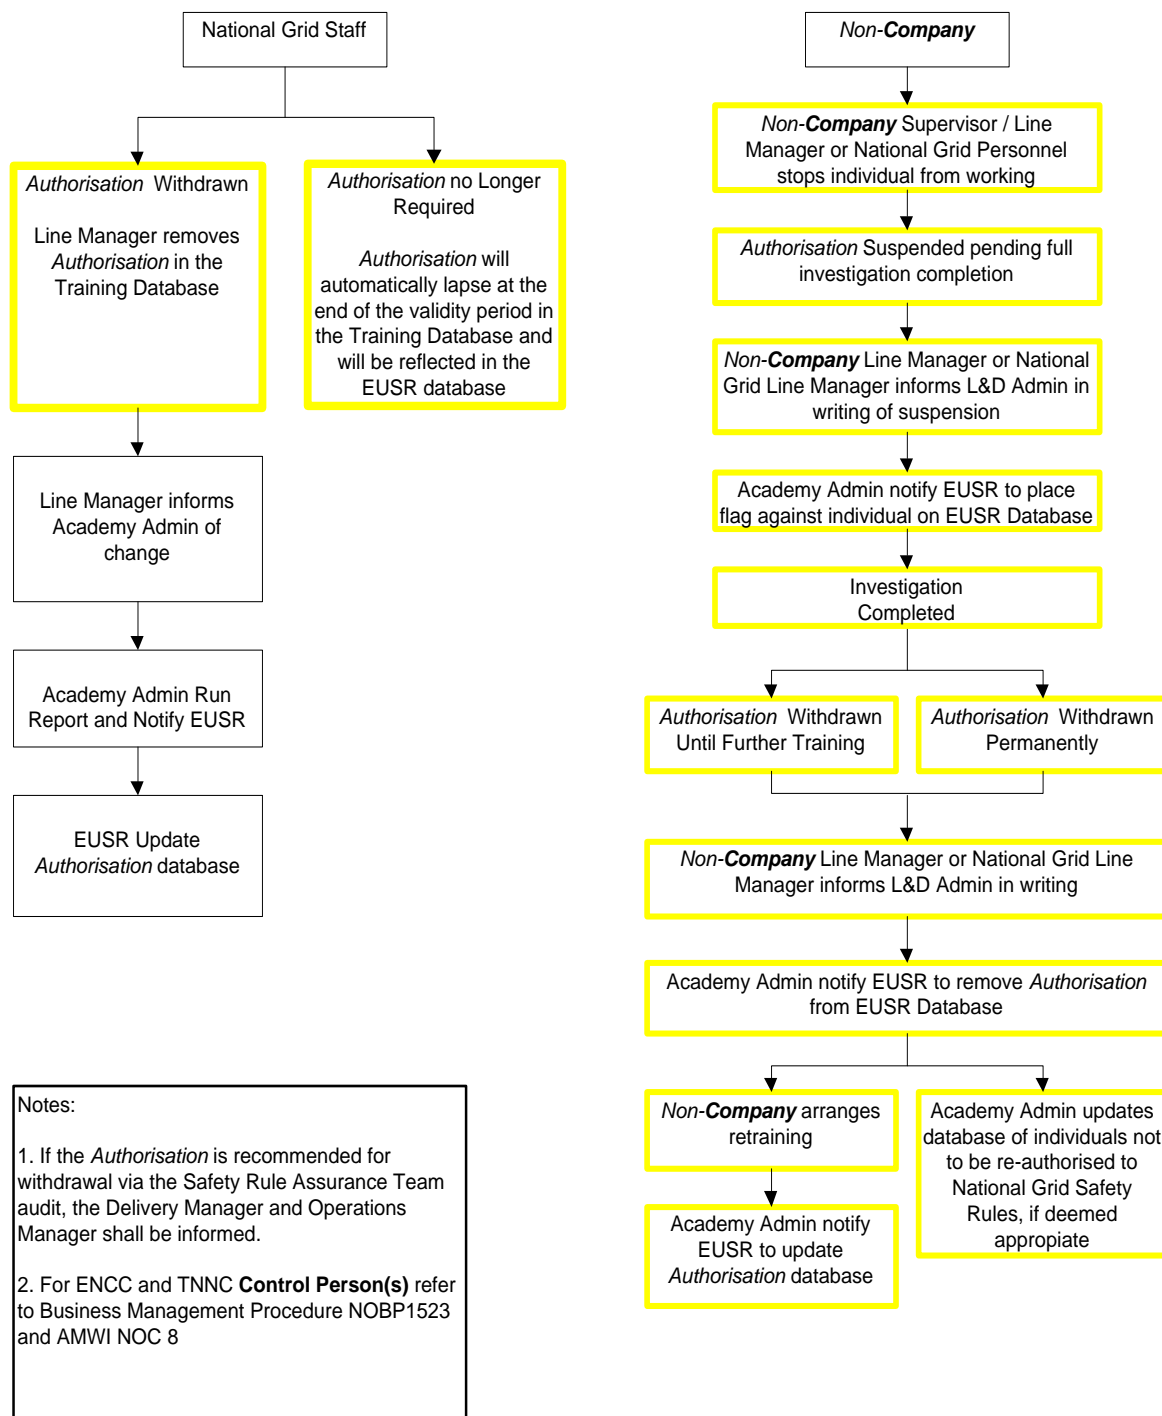 National Grid Staff
Authorisation Withdrawn
Line Manager removes
Authorisation in the
Training Database
Authorisation no Longer
Required
Authorisation will
automatically lapse at the
end of the validity period in
the Training Database and
will be reflected in the
EUSR database
Line Manager informs
Academy Admin of
change
Academy Admin Run
Report and Notify EUSR
EUSR Update
Authorisation database
Notes:
1. If the Authorisation is recommended for
withdrawal via the Safety Rule Assurance Team
audit, the Delivery Manager and Operations
Manager shall be informed.
2. For ENCC and TNNC Control Person(s) refer
to Business Management Procedure NOBP1523
and AMWI NOC 8
Non-Company
Non-Company Supervisor / Line
Manager or National Grid Personnel
stops individual from working
Authorisation Suspended pending full
investigation completion
Non-Company Line Manager or National
Grid Line Manager informs L&D Admin in
writing of suspension
Academy Admin notify EUSR to place
flag against individual on EUSR Database
Investigation
Completed
Authorisation Withdrawn
Until Further Training
Authorisation Withdrawn
Permanently
Non-Company Line Manager or National Grid Line
Manager informs L&D Admin in writing
Academy Admin notify EUSR to remove Authorisation
from EUSR Database
Non-Company arranges
retraining
Academy Admin notify
EUSR to update
Authorisation database
Academy Admin updates
database of individuals not
to be re-authorised to
National Grid Safety
Rules, if deemed
appropiate